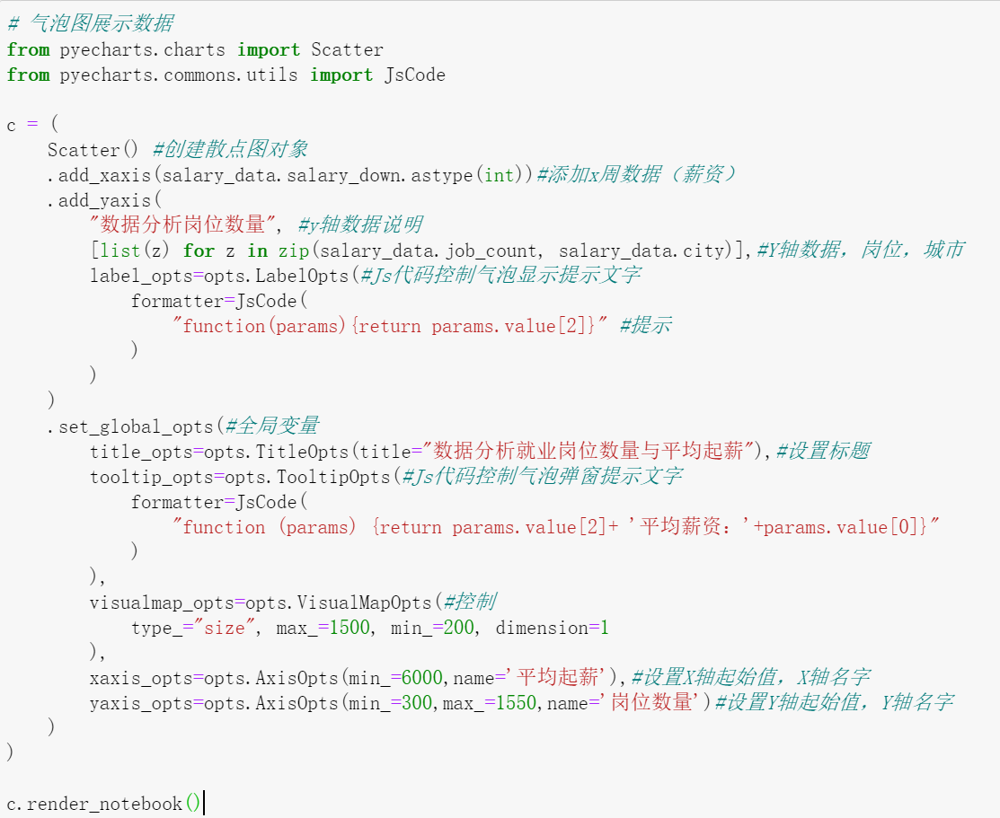 # 气泡图展示数据
from pyecharts.charts import Scatter
from pyecharts.commons.utils import JsCode

c = (
    Scatter() #创建散点图对象
    .add_xaxis(salary_data.salary_down.astype(int))#添加x周数据（薪资）
    .add_yaxis(
        "数据分析岗位数量", #y轴数据说明
        [list(z) for z in zip(salary_data.job_count, salary_data.city)],#Y轴数据，岗位，城市
        label_opts=opts.LabelOpts(#Js代码控制气泡显示提示文字
            formatter=JsCode(
                "function(params){return params.value[2]}" #提示
            )
        )
    )
    .set_global_opts(#全局变量
        title_opts=opts.TitleOpts(title="数据分析就业岗位数量与平均起薪"),#设置标题
        tooltip_opts=opts.TooltipOpts(#Js代码控制气泡弹窗提示文字
            formatter=JsCode(
                "function (params) {return params.value[2]+ '平均薪资：'+params.value[0]}"
            )
        ),
        visualmap_opts=opts.VisualMapOpts(#控制
            type_="size", max_=1500, min_=200, dimension=1
        ),
        xaxis_opts=opts.AxisOpts(min_=6000,name='平均起薪'),#设置X轴起始值，X轴名字
        yaxis_opts=opts.AxisOpts(min_=300,max_=1550,name='岗位数量')#设置Y轴起始值，Y轴名字
    )
)

c.render_notebook()